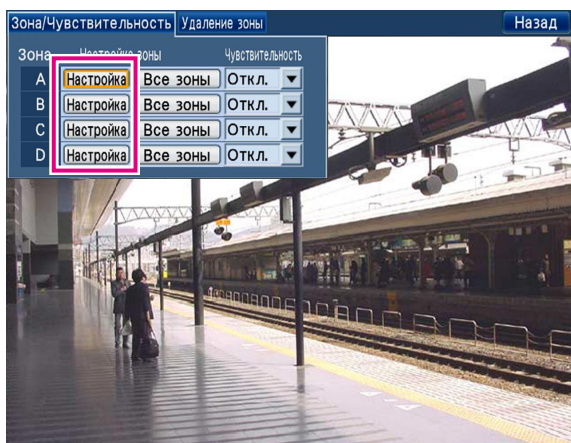 Зона/Чувствительность Удаление зоны Назад
Зона Настройка зоны Чувствительность
A Настройка Все зоны Откл.
B Настройка Все зоны Откл.
C Настройка Все зоны Откл.
D Настройка Все зоны Откл.